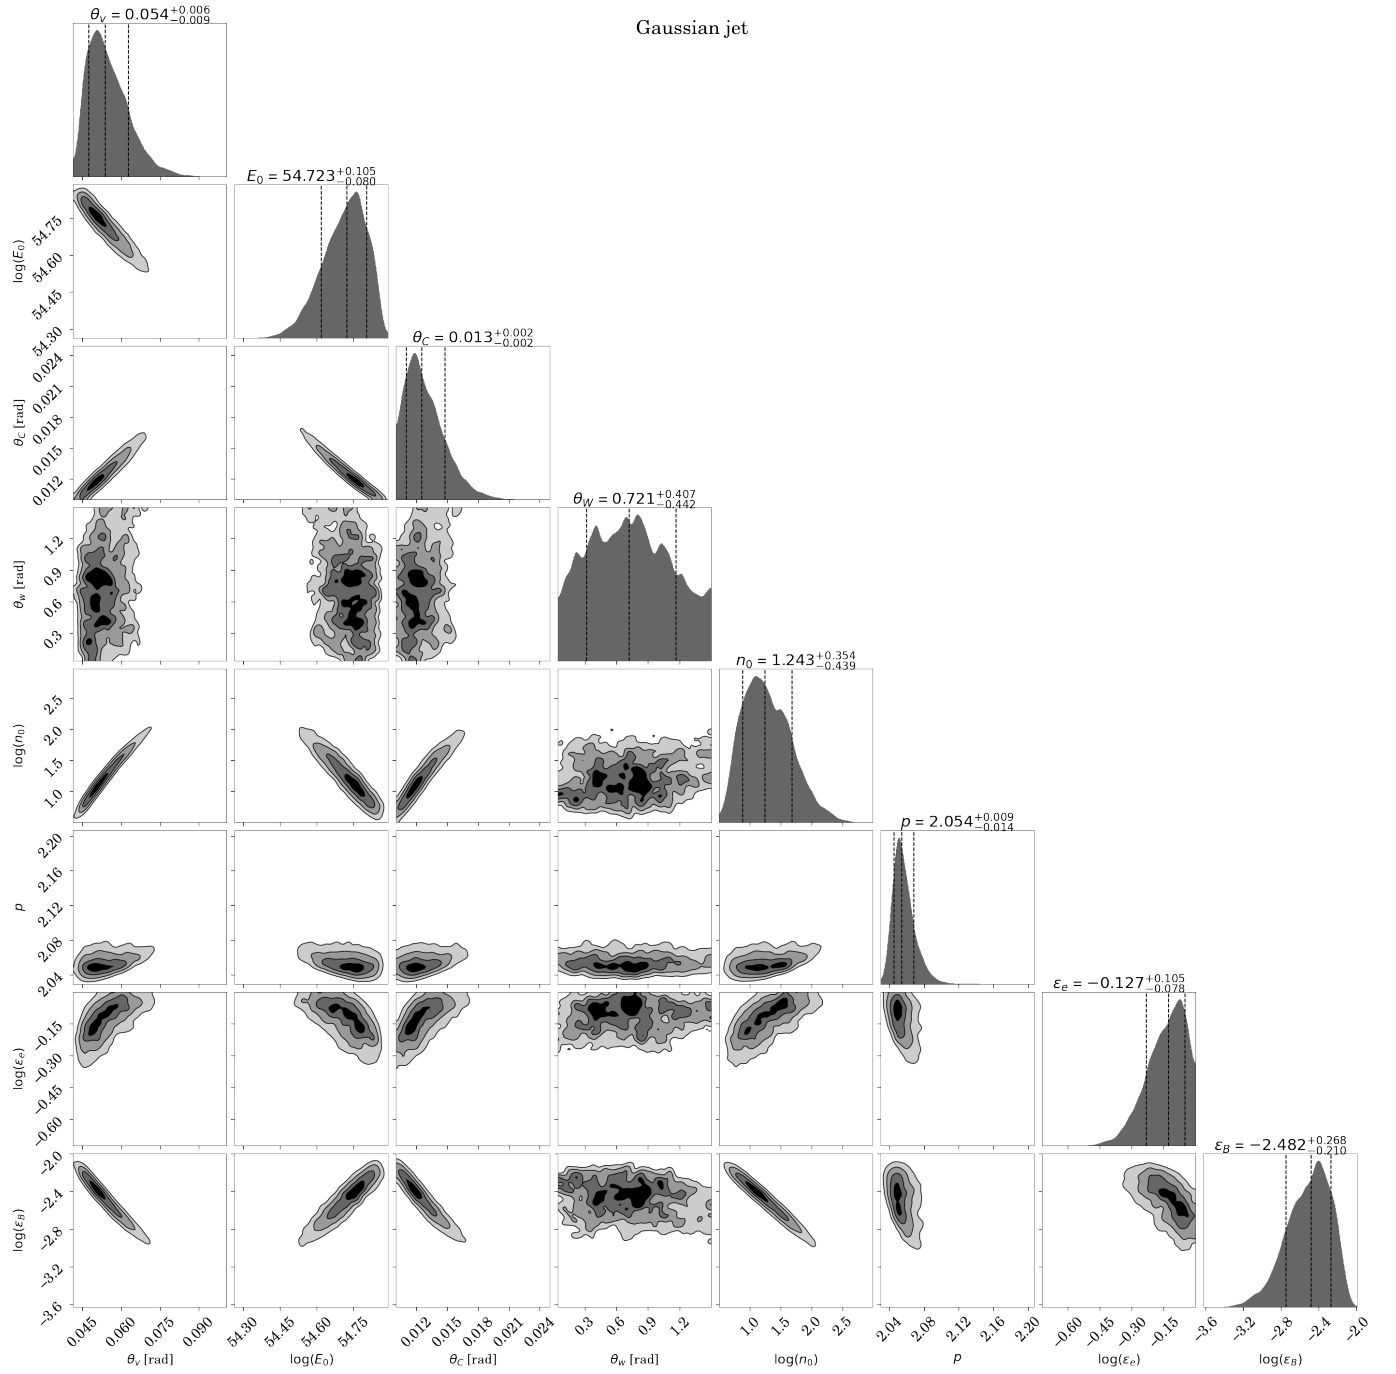 Gaussian jet
θ_v = 0.054^{+0.006}_{−0.009}
E_0 = 54.723^{+0.105}_{−0.080}
log(E_0)
54.75
54.60
54.45
54.30
θ_C = 0.013^{+0.002}_{−0.002}
θ_C [rad]
0.024
0.021
0.018
0.015
0.012
θ_W = 0.721^{+0.407}_{−0.442}
θ_w [rad]
1.2
0.9
0.6
0.3
n_0 = 1.243^{+0.354}_{−0.439}
log(n_0)
2.5
2.0
1.5
1.0
p = 2.054^{+0.009}_{−0.014}
p
2.20
2.16
2.12
2.08
2.04
ε_e = −0.127^{+0.105}_{−0.078}
log(ε_e)
−0.15
−0.30
−0.45
−0.60
ε_B = −2.482^{+0.268}_{−0.210}
log(ε_B)
−2.0
−2.4
−2.8
−3.2
−3.6
0.045 0.060 0.075 0.090 54.30 54.45 54.60 54.75 0.012 0.015 0.018 0.021 0.024 0.3 0.6 0.9 1.2 1.0 1.5 2.0 2.5 2.04 2.08 2.12 2.16 2.20 −0.60 −0.45 −0.30 −0.15 −3.6 −3.2 −2.8 −2.4 −2.0
θ_v [rad] log(E_0) θ_C [rad] θ_w [rad] log(n_0) p log(ε_e) log(ε_B)